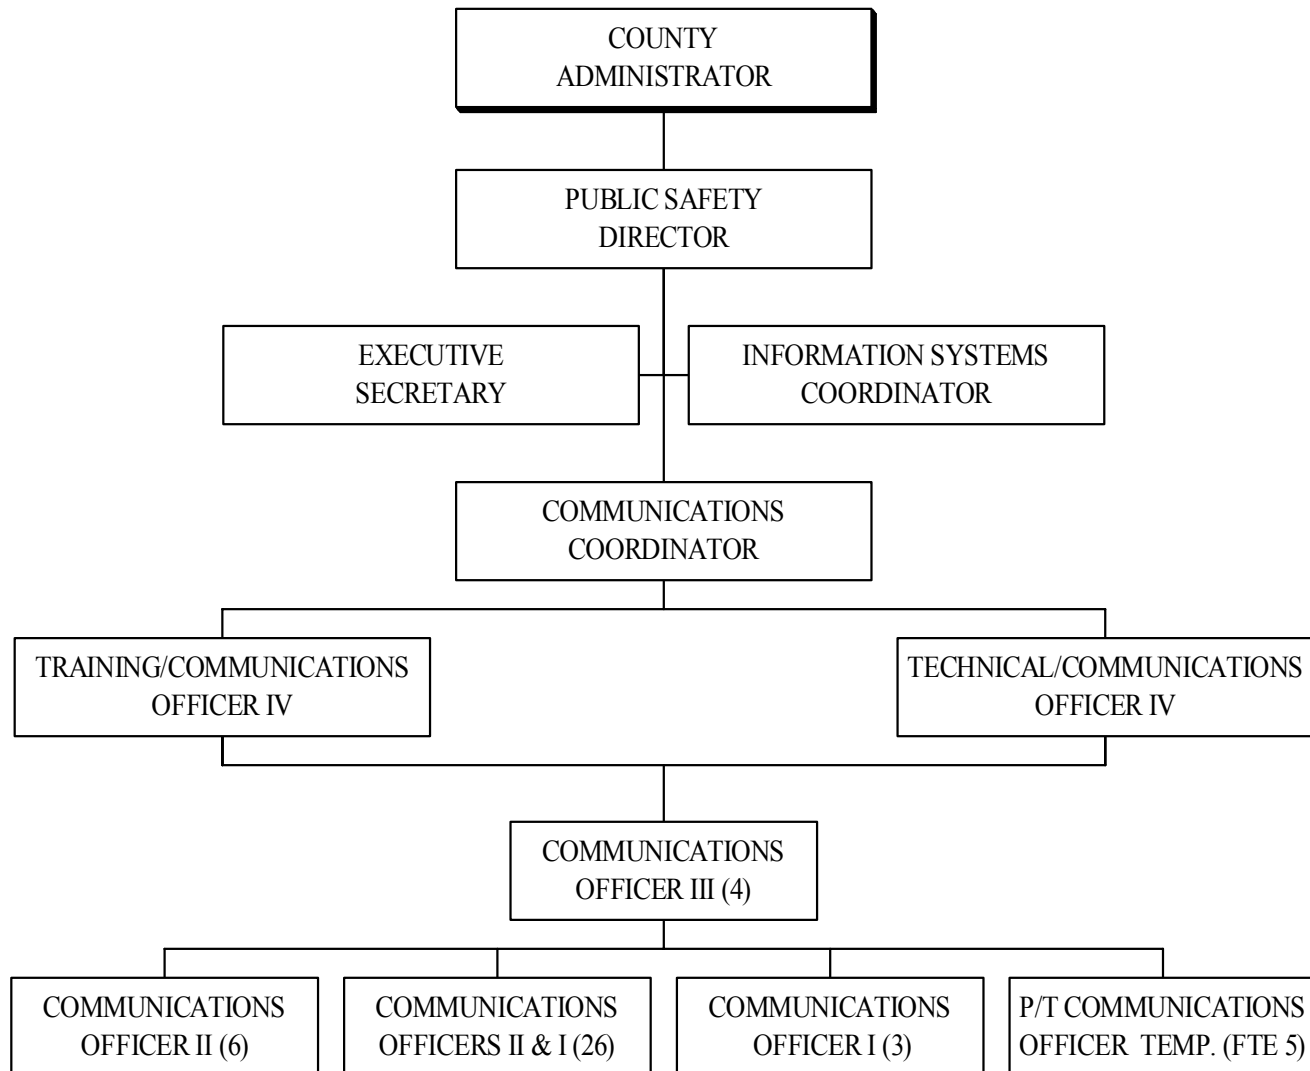 COUNTY
ADMINISTRATOR
PUBLIC SAFETY
DIRECTOR
EXECUTIVE
SECRETARY
INFORMATION SYSTEMS
COORDINATOR
COMMUNICATIONS
COORDINATOR
TRAINING/COMMUNICATIONS
OFFICER IV
TECHNICAL/COMMUNICATIONS
OFFICER IV
COMMUNICATIONS
OFFICER III (4)
COMMUNICATIONS
OFFICER II (6)
COMMUNICATIONS
OFFICERS II & I (26)
COMMUNICATIONS
OFFICER I (3)
P/T COMMUNICATIONS
OFFICER TEMP. (FTE 5)